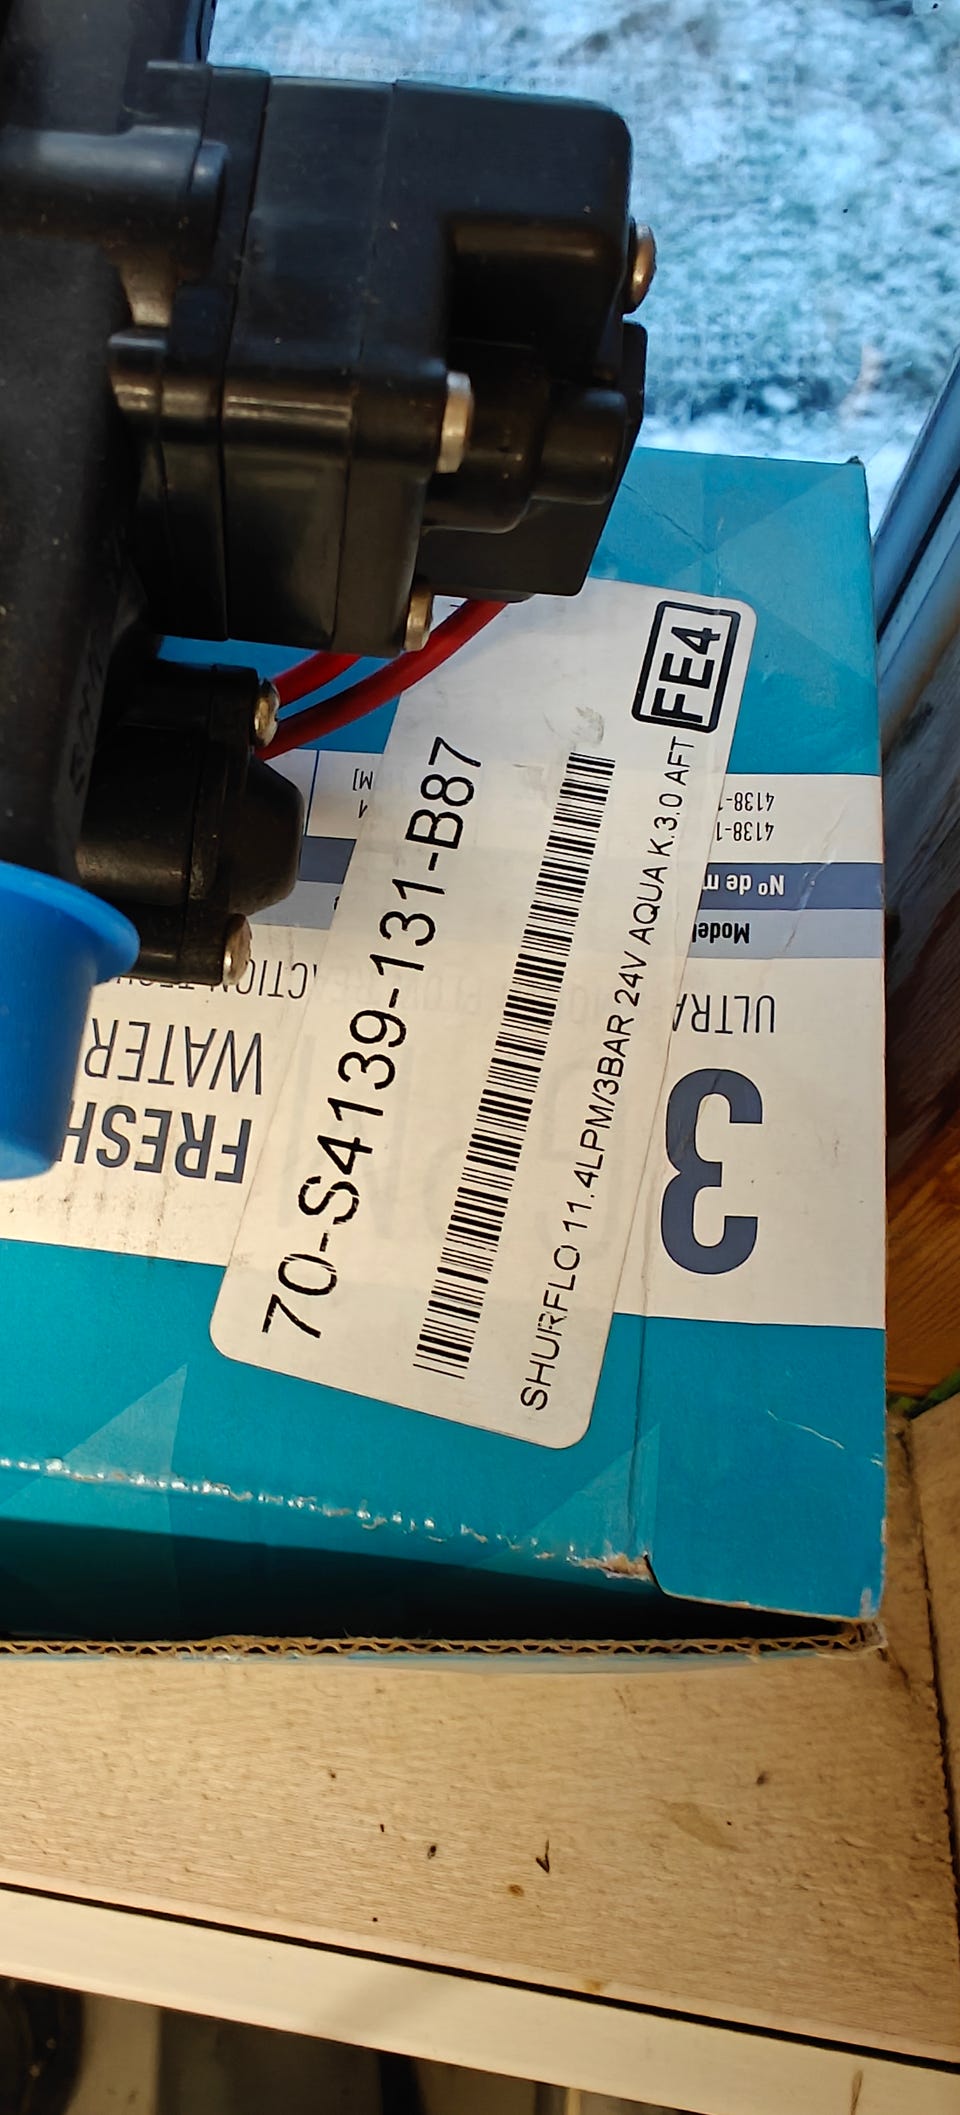 70-S4139-131-B87
SHURFLO 11.4LPM/3BAR 24V AQUA K.3.0 AFT
FE4
3
ULTRA
FRESH
WATER
Model
Nº de m
4138-1
4138-1